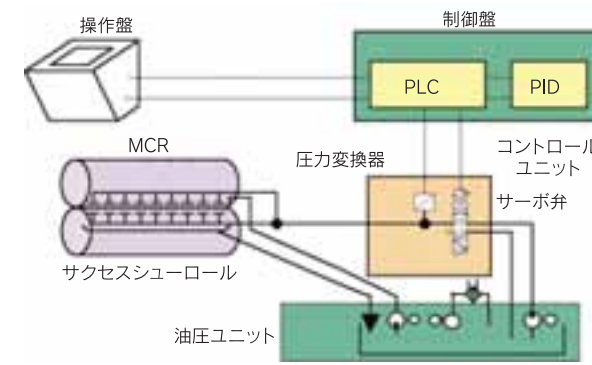 操作盤
制御盤
PLC
PID
MCR
圧力変換器
コントロール
ユニット
サーボ弁
サクセスシューロール
油圧ユニット